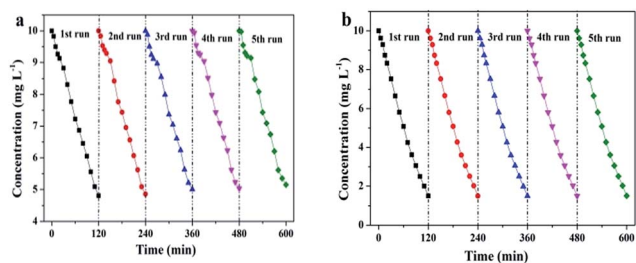 a
1st run 2nd run 3rd run 4th run 5th run
Concentration (mg L⁻¹)
10
9
8
7
6
5
4
0 120 240 360 480 600
Time (min)
b
1st run 2nd run 3rd run 4th run 5th run
Concentration (mg L⁻¹)
10
8
6
4
2
0
0 120 240 360 480 600
Time (min)